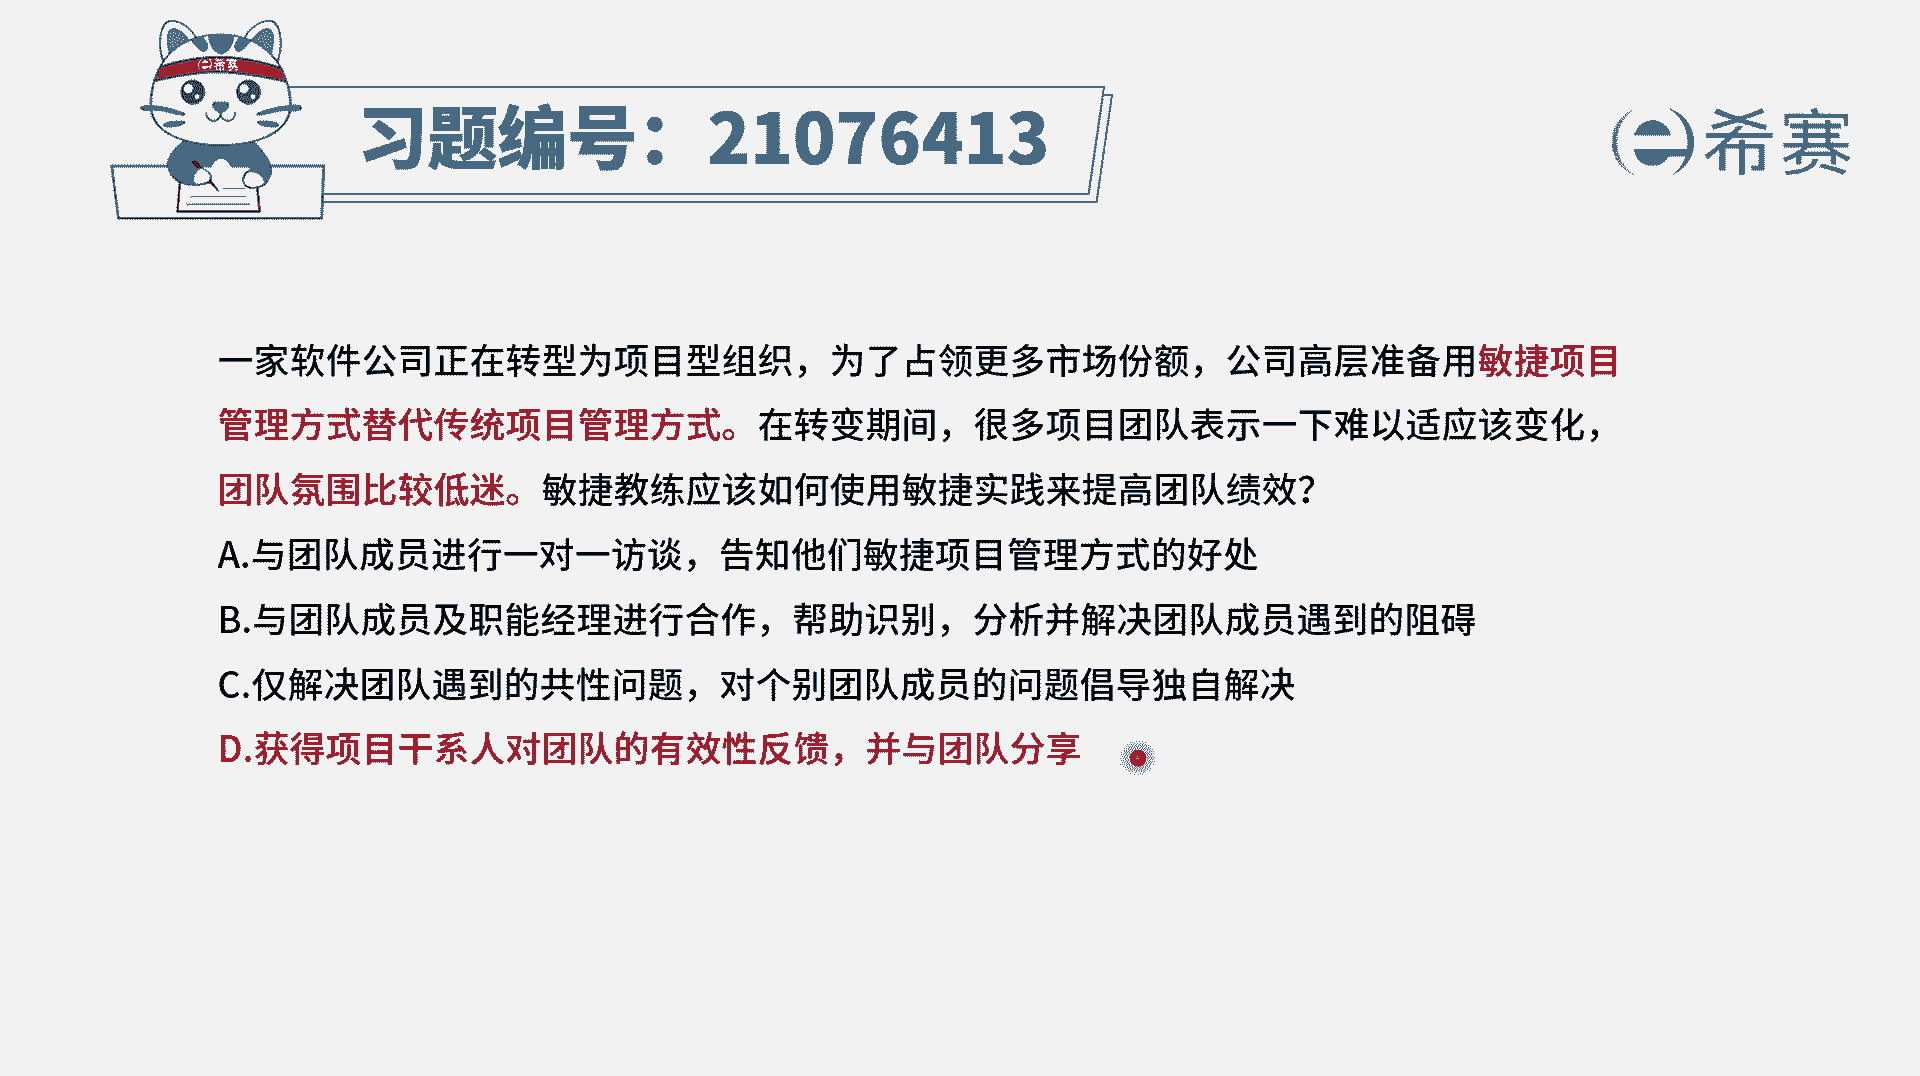 希赛
习题编号：21076413
希赛
一家软件公司正在转型为项目型组织，为了占领更多市场份额，公司高层准备用敏捷项目
管理方式替代传统项目管理方式。在转变期间，很多项目团队表示一下难以适应该变化，
团队氛围比较低迷。敏捷教练应该如何使用敏捷实践来提高团队绩效？
A.与团队成员进行一对一访谈，告知他们敏捷项目管理方式的好处
B.与团队成员及职能经理进行合作，帮助识别，分析并解决团队成员遇到的阻碍
C.仅解决团队遇到的共性问题，对个别团队成员的问题倡导独自解决
D.获得项目干系人对团队的有效性反馈，并与团队分享